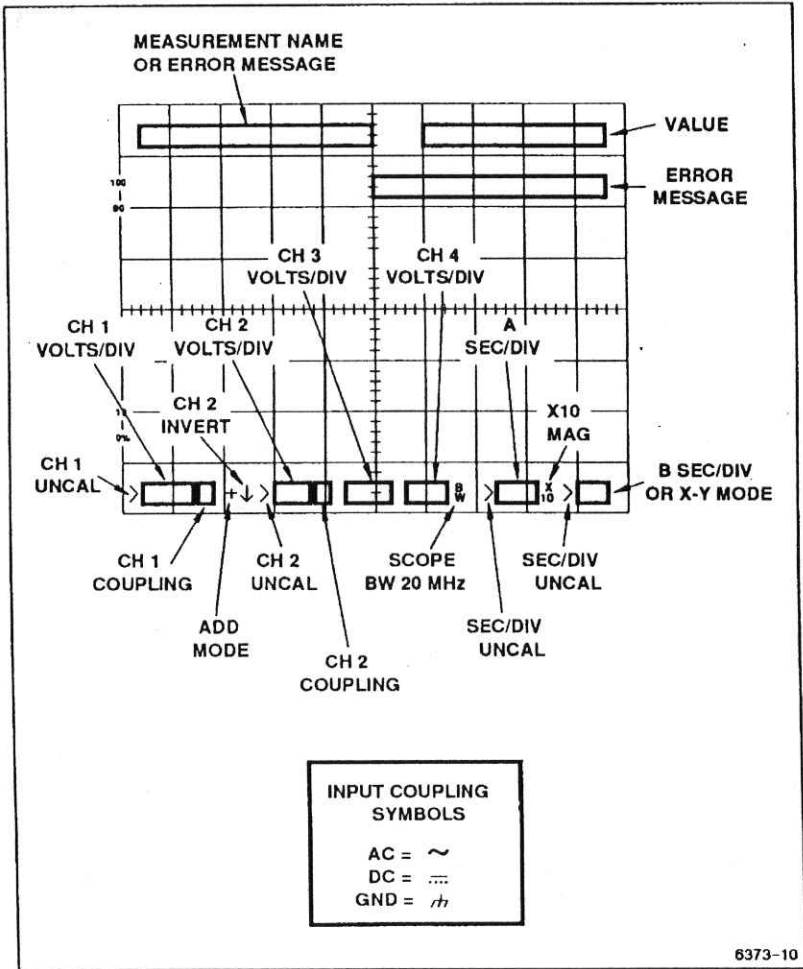 MEASUREMENT NAME
OR ERROR MESSAGE
VALUE
100
90
ERROR
MESSAGE
CH 3
VOLTS/DIV
CH 4
VOLTS/DIV
CH 1
VOLTS/DIV
CH 2
VOLTS/DIV
A
SEC/DIV
CH 2
INVERT
X10
MAG
10
0%
CH 1
UNCAL
B SEC/DIV
OR X-Y MODE
> + ↓ > B W > X 10 >
CH 1
COUPLING
CH 2
UNCAL
SCOPE
BW 20 MHz
SEC/DIV
UNCAL
ADD
MODE
SEC/DIV
UNCAL
CH 2
COUPLING
INPUT COUPLING
SYMBOLS
AC = ~
DC = ⎓
GND = ⏚
6373-10